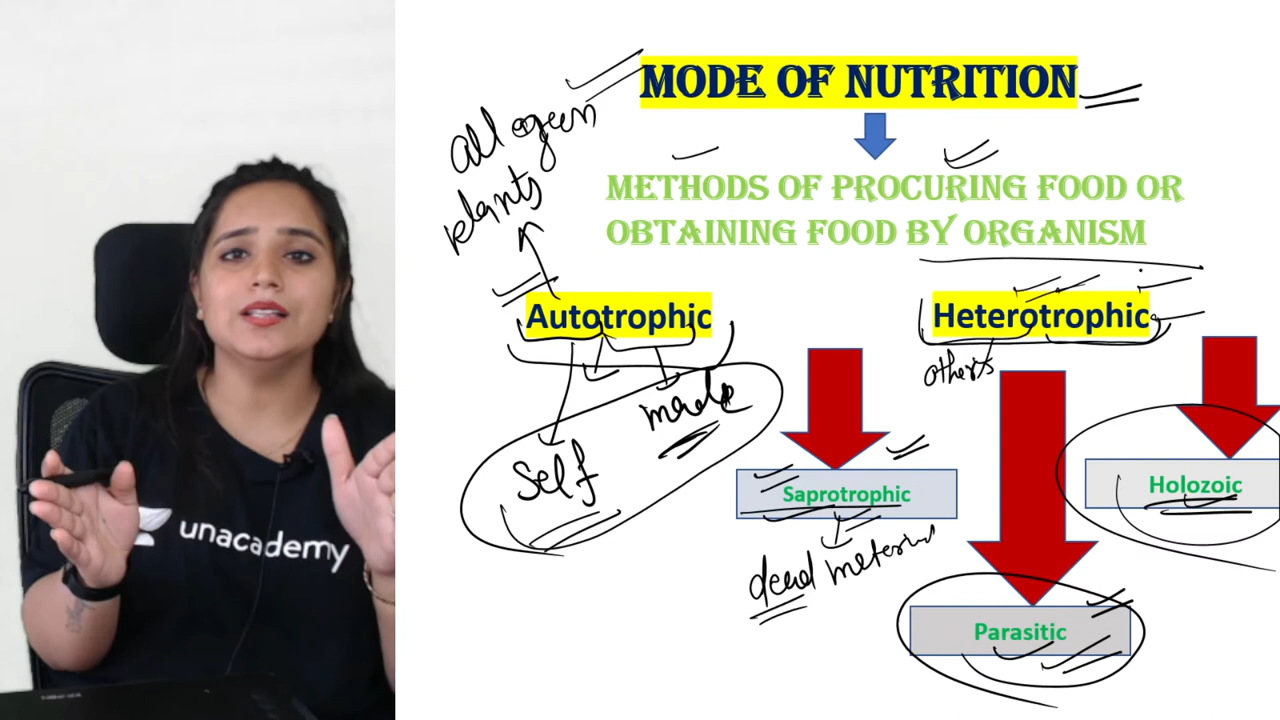 MODE OF NUTRITION
all green
plants
METHODS OF PROCURING FOOD OR
OBTAINING FOOD BY ORGANISM
Autotrophic
Heterotrophic
others
made
Self
Saprotrophic
Holozoic
dead material
Parasitic
unacademy